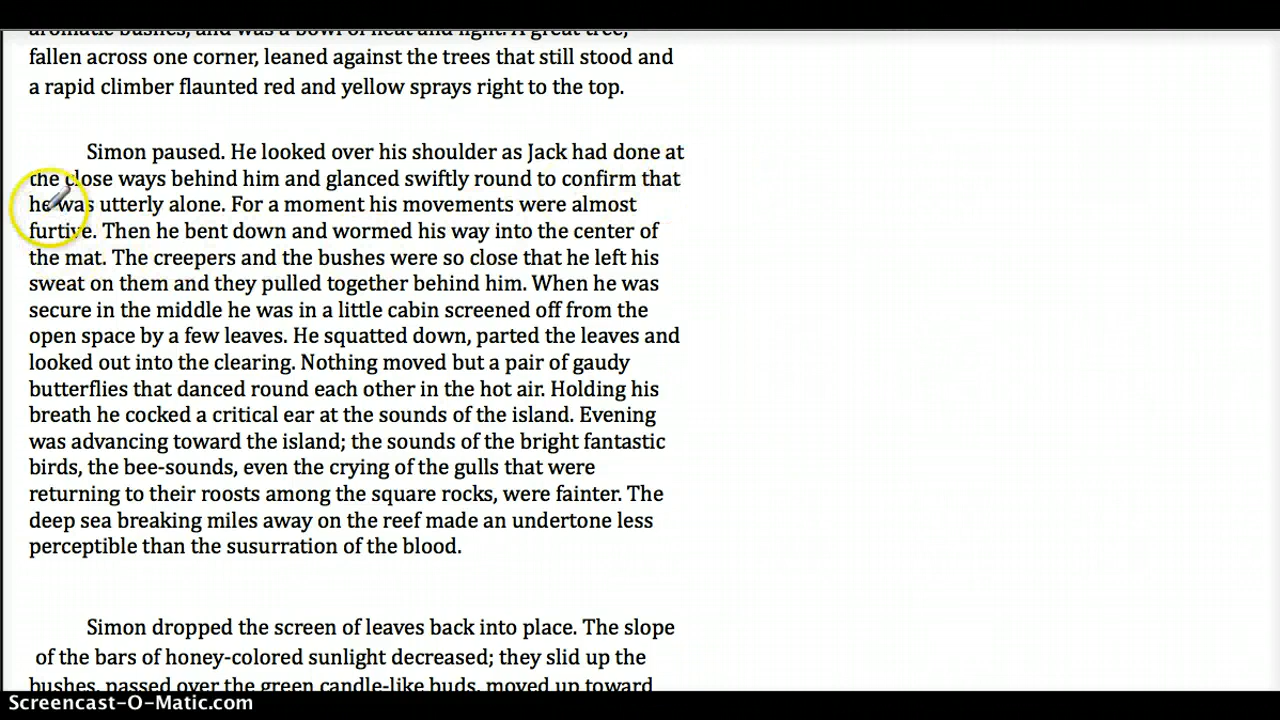 aromatic bushes, and was a bowl of heat and light. A great tree,
fallen across one corner, leaned against the trees that still stood and
a rapid climber flaunted red and yellow sprays right to the top.
Simon paused. He looked over his shoulder as Jack had done at
the close ways behind him and glanced swiftly round to confirm that
he was utterly alone. For a moment his movements were almost
furtive. Then he bent down and wormed his way into the center of
the mat. The creepers and the bushes were so close that he left his
sweat on them and they pulled together behind him. When he was
secure in the middle he was in a little cabin screened off from the
open space by a few leaves. He squatted down, parted the leaves and
looked out into the clearing. Nothing moved but a pair of gaudy
butterflies that danced round each other in the hot air. Holding his
breath he cocked a critical ear at the sounds of the island. Evening
was advancing toward the island; the sounds of the bright fantastic
birds, the bee-sounds, even the crying of the gulls that were
returning to their roosts among the square rocks, were fainter. The
deep sea breaking miles away on the reef made an undertone less
perceptible than the susurration of the blood.
Simon dropped the screen of leaves back into place. The slope
of the bars of honey-colored sunlight decreased; they slid up the
bushes, passed over the green candle-like buds, moved up toward
Screencast-O-Matic.com